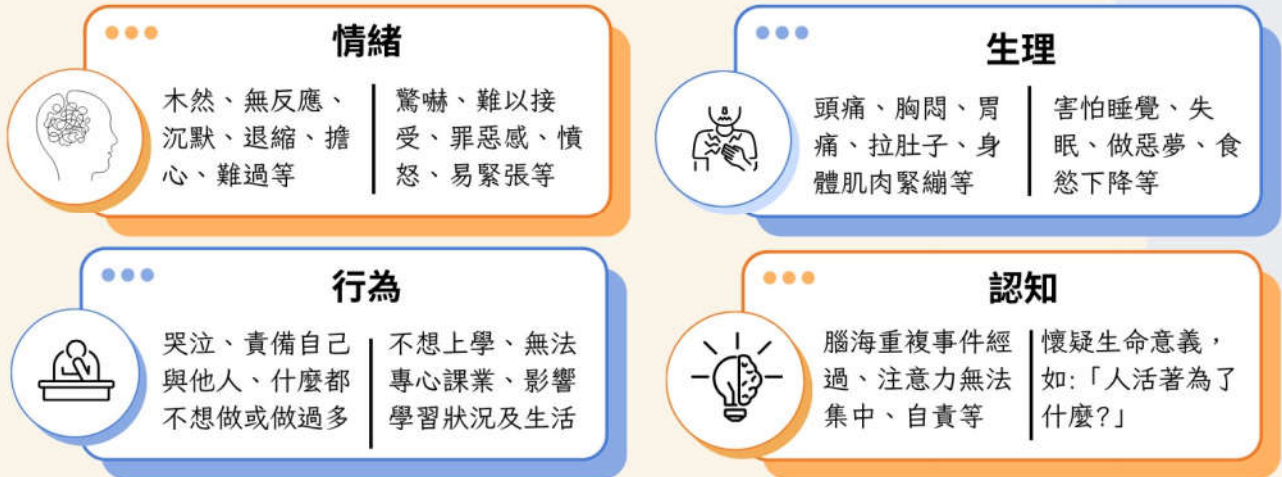 情緒
木然、無反應、
沉默、退縮、擔
心、難過等
驚嚇、難以接
受、罪惡感、憤
怒、易緊張等
生理
頭痛、胸悶、胃
痛、拉肚子、身
體肌肉緊繃等
害怕睡覺、失
眠、做惡夢、食
慾下降等
行為
哭泣、責備自己
與他人、什麼都
不想做或做過多
不想上學、無法
專心課業、影響
學習狀況及生活
認知
腦海重複事件經
過、注意力無法
集中、自責等
懷疑生命意義，
如:「人活著為了
什麼?」